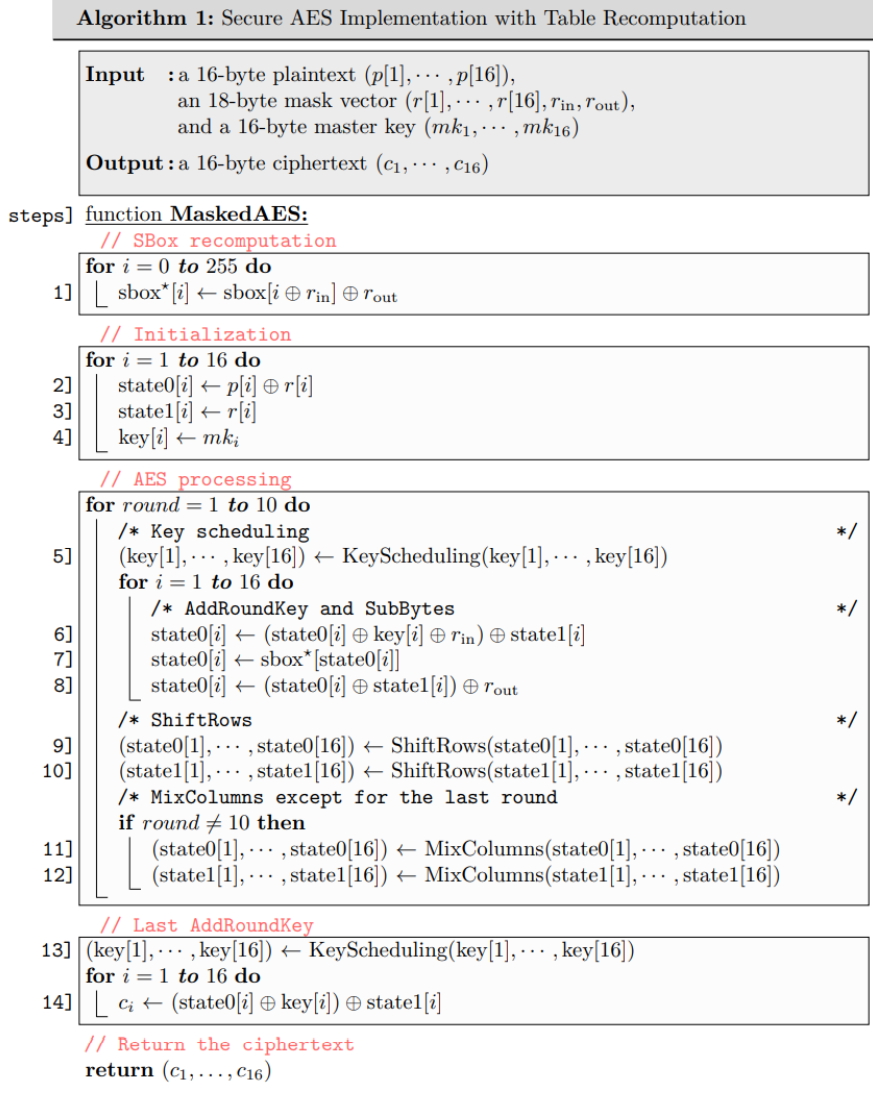 Algorithm 1: Secure AES Implementation with Table Recomputation
Input : a 16-byte plaintext (p[1], ··· , p[16]),
an 18-byte mask vector (r[1], ··· , r[16], r_in, r_out),
and a 16-byte master key (mk_1, ··· , mk_16)
Output : a 16-byte ciphertext (c_1, ··· , c_16)
steps] function MaskedAES:
// SBox recomputation
for i = 0 to 255 do
1] sbox*[i] ← sbox[i ⊕ r_in] ⊕ r_out
// Initialization
for i = 1 to 16 do
2] state0[i] ← p[i] ⊕ r[i]
3] state1[i] ← r[i]
4] key[i] ← mk_i
// AES processing
for round = 1 to 10 do
/* Key scheduling */
5] (key[1], ··· , key[16]) ← KeyScheduling(key[1], ··· , key[16])
for i = 1 to 16 do
/* AddRoundKey and SubBytes */
6] state0[i] ← (state0[i] ⊕ key[i] ⊕ r_in) ⊕ state1[i]
7] state0[i] ← sbox*[state0[i]]
8] state0[i] ← (state0[i] ⊕ state1[i]) ⊕ r_out
/* ShiftRows */
9] (state0[1], ··· , state0[16]) ← ShiftRows(state0[1], ··· , state0[16])
10] (state1[1], ··· , state1[16]) ← ShiftRows(state1[1], ··· , state1[16])
/* MixColumns except for the last round */
if round ≠ 10 then
11] (state0[1], ··· , state0[16]) ← MixColumns(state0[1], ··· , state0[16])
12] (state1[1], ··· , state1[16]) ← MixColumns(state1[1], ··· , state1[16])
// Last AddRoundKey
13] (key[1], ··· , key[16]) ← KeyScheduling(key[1], ··· , key[16])
for i = 1 to 16 do
14] c_i ← (state0[i] ⊕ key[i]) ⊕ state1[i]
// Return the ciphertext
return (c_1, ..., c_16)